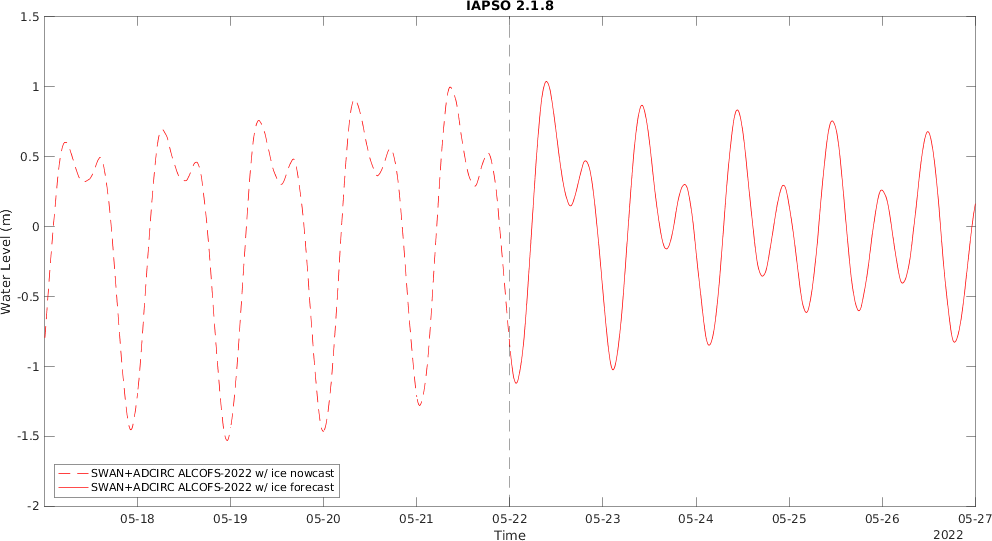 IAPSO 2.1.8
1.5
1
0.5
0
-0.5
-1
-1.5
-2
Water Level (m)
SWAN+ADCIRC ALCOFS-2022 w/ ice nowcast
SWAN+ADCIRC ALCOFS-2022 w/ ice forecast
05-18 05-19 05-20 05-21 05-22 05-23 05-24 05-25 05-26 05-27
Time
2022